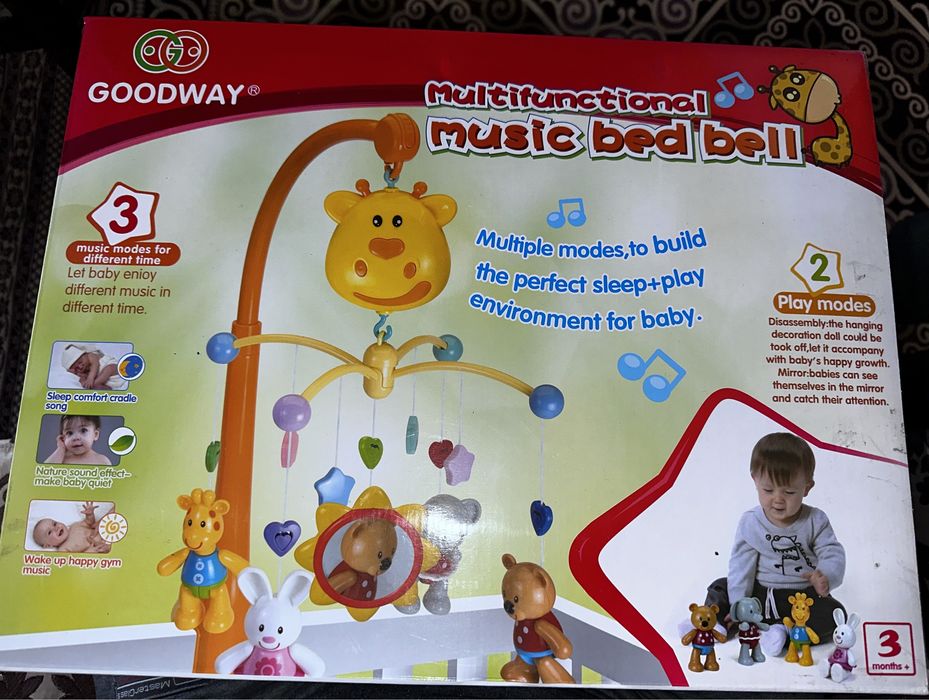 GOODWAY®
Multifunctional
music bed bell
3
music modes for
different time
Let baby enioy
different music in
different time.
Sleep comfort cradle
song
Nature sound effect-
make baby quiet
Wake up happy gym
music
Multiple modes,to build
the perfect sleep+play
environment for baby.
2
Play modes
Disassembly:the hanging
decoration doll could be
took off,let it accompany
with baby's happy growth.
Mirror:babies can see
themselves in the mirror
and catch their attention.
3
months +